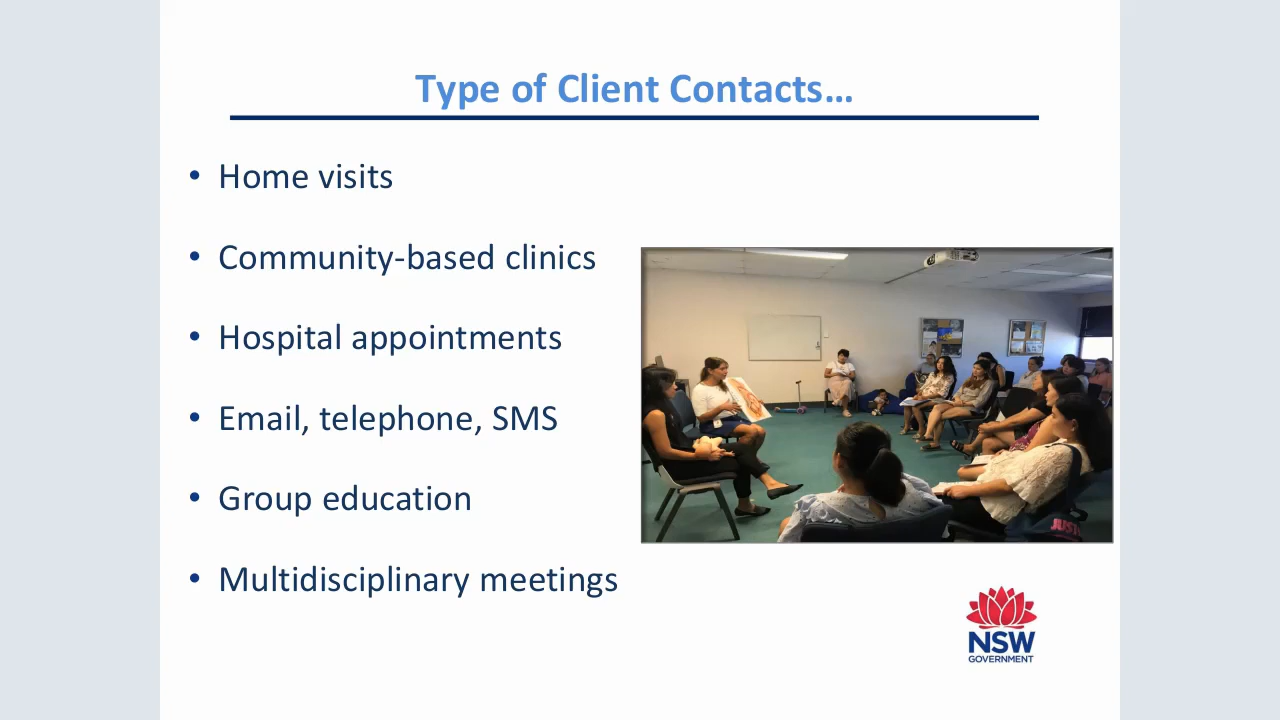 Type of Client Contacts…
• Home visits
• Community-based clinics
• Hospital appointments
• Email, telephone, SMS
• Group education
• Multidisciplinary meetings
JUST
NSW
GOVERNMENT